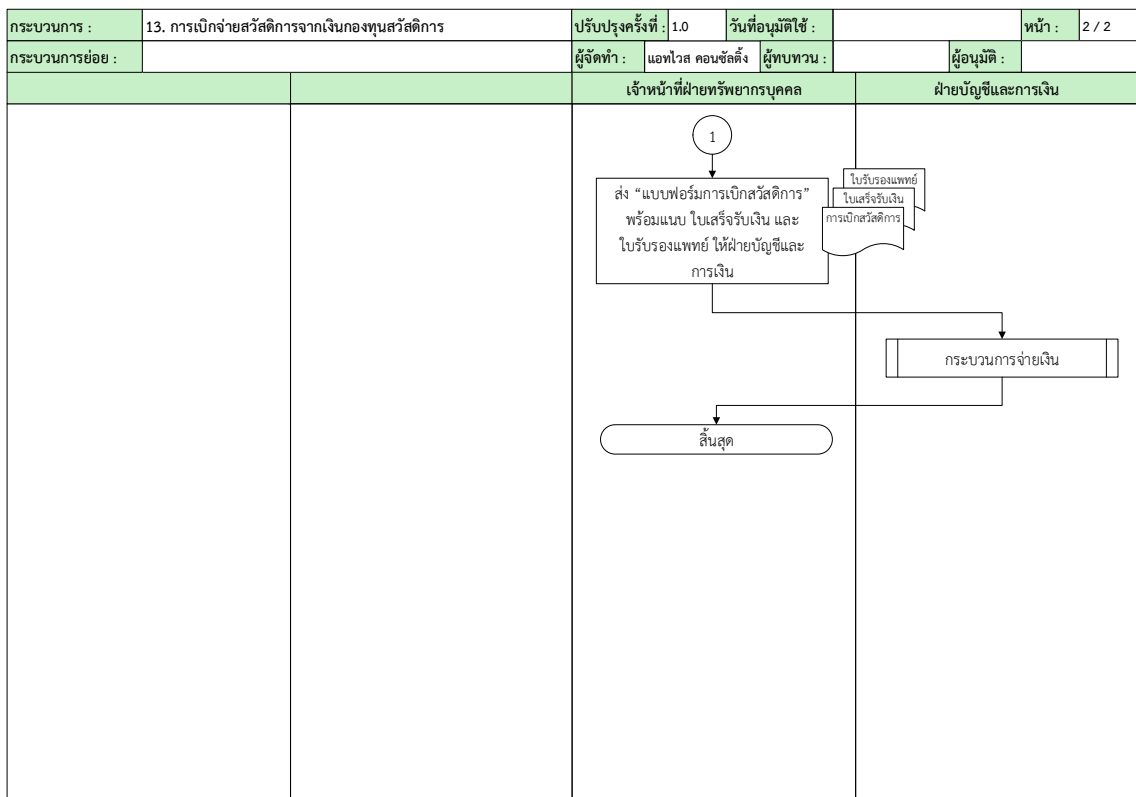 กระบวนการ : 13. การเบิกจ่ายสวัสดิการจากเงินกองทุนสวัสดิการ ปรับปรุงครั้งที่ : 1.0 วันที่อนุมัติใช้ : หน้า : 2 / 2
กระบวนการย่อย : ผู้จัดทำ : แอทไวส คอนซัลติ้ง ผู้ทบทวน : ผู้อนุมัติ :
เจ้าหน้าที่ฝ่ายทรัพยากรบุคคล ฝ่ายบัญชีและการเงิน
1
ส่ง “แบบฟอร์มการเบิกสวัสดิการ”
พร้อมแนบ ใบเสร็จรับเงิน และ
ใบรับรองแพทย์ ให้ฝ่ายบัญชีและ
การเงิน
ใบรับรองแพทย์
ใบเสร็จรับเงิน
การเบิกสวัสดิการ
กระบวนการจ่ายเงิน
สิ้นสุด